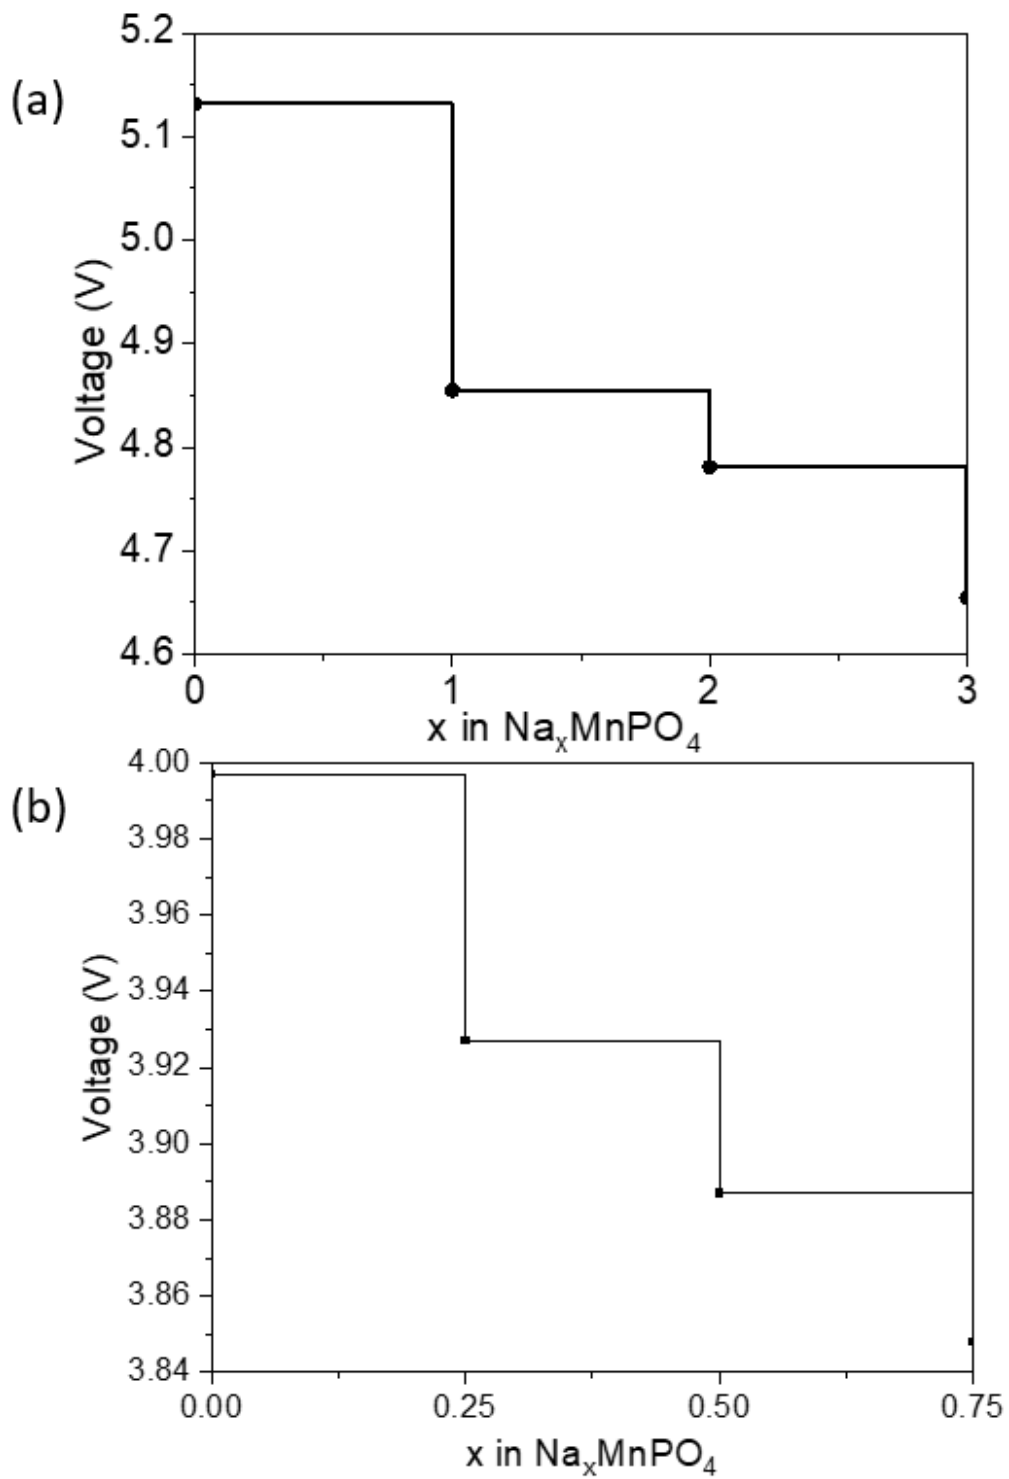 (a)
5.2
5.1
5.0
4.9
4.8
4.7
4.6
Voltage (V)
0 1 2 3
x in NaₓMnPO₄
(b)
4.00
3.98
3.96
3.94
3.92
3.90
3.88
3.86
3.84
Voltage (V)
0.00 0.25 0.50 0.75
x in NaₓMnPO₄